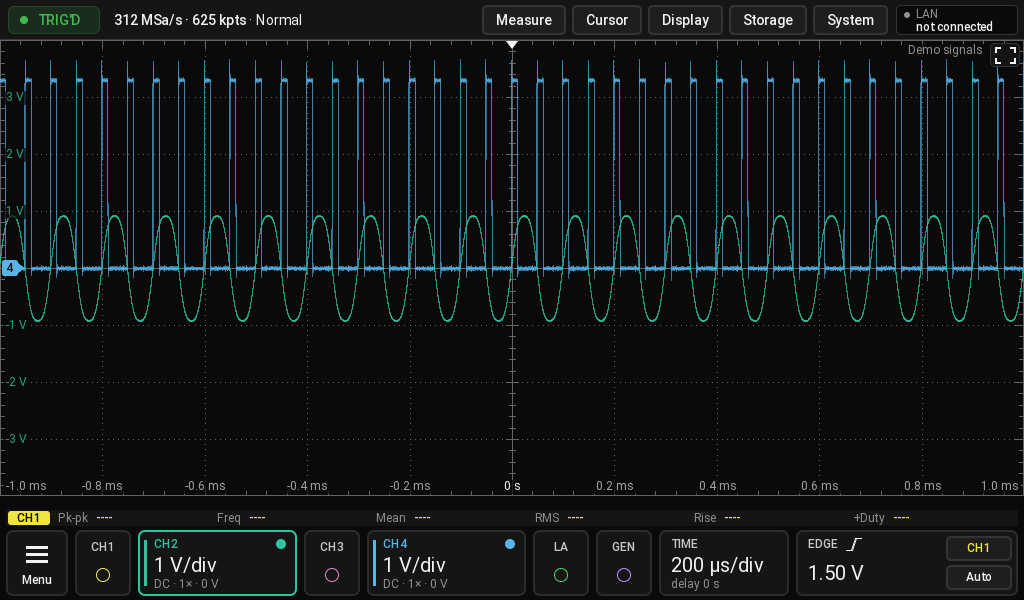 TRIG'D
312 MSa/s · 625 kpts · Normal
Measure
Cursor
Display
Storage
System
LAN
not connected
Demo signals
3 V
2 V
1 V
4
-1 V
-2 V
-3 V
-1.0 ms
-0.8 ms
-0.6 ms
-0.4 ms
-0.2 ms
0 s
0.2 ms
0.4 ms
0.6 ms
0.8 ms
1.0 ms
CH1 Pk-pk ---- Freq ---- Mean ---- RMS ---- Rise ---- +Duty ----
Menu
CH1
CH2
1 V/div
DC · 1× · 0 V
CH3
CH4
1 V/div
DC · 1× · 0 V
LA
GEN
TIME
200 µs/div
delay 0 s
EDGE
1.50 V
CH1
Auto